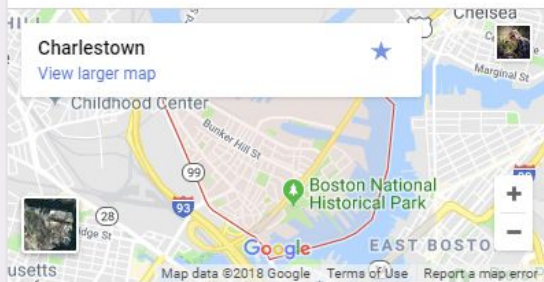 Chelsea
Charlestown
View larger map
Marginal St
Childhood Center
Bunker Hill St
99
Boston National
Historical Park
93
28
+
Google
EAST BOSTO
−
usetts
Map data ©2018 Google
Terms of Use
Report a map error